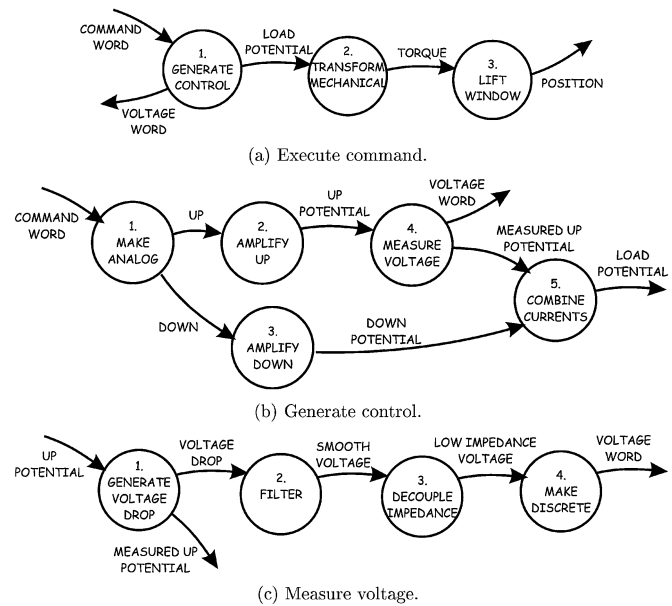 COMMAND
WORD
1.
GENERATE
CONTROL
LOAD
POTENTIAL
2.
TRANSFORM
MECHANICAL
TORQUE
3.
LIFT
WINDOW
POSITION
VOLTAGE
WORD
(a) Execute command.
COMMAND
WORD
1.
MAKE
ANALOG
UP
2.
AMPLIFY
UP
UP
POTENTIAL
4.
MEASURE
VOLTAGE
VOLTAGE
WORD
MEASURED UP
POTENTIAL
5.
COMBINE
CURRENTS
LOAD
POTENTIAL
DOWN
3.
AMPLIFY
DOWN
DOWN
POTENTIAL
(b) Generate control.
UP
POTENTIAL
1.
GENERATE
VOLTAGE
DROP
VOLTAGE
DROP
2.
FILTER
SMOOTH
VOLTAGE
3.
DECOUPLE
IMPEDANCE
LOW IMPEDANCE
VOLTAGE
4.
MAKE
DISCRETE
VOLTAGE
WORD
MEASURED UP
POTENTIAL
(c) Measure voltage.